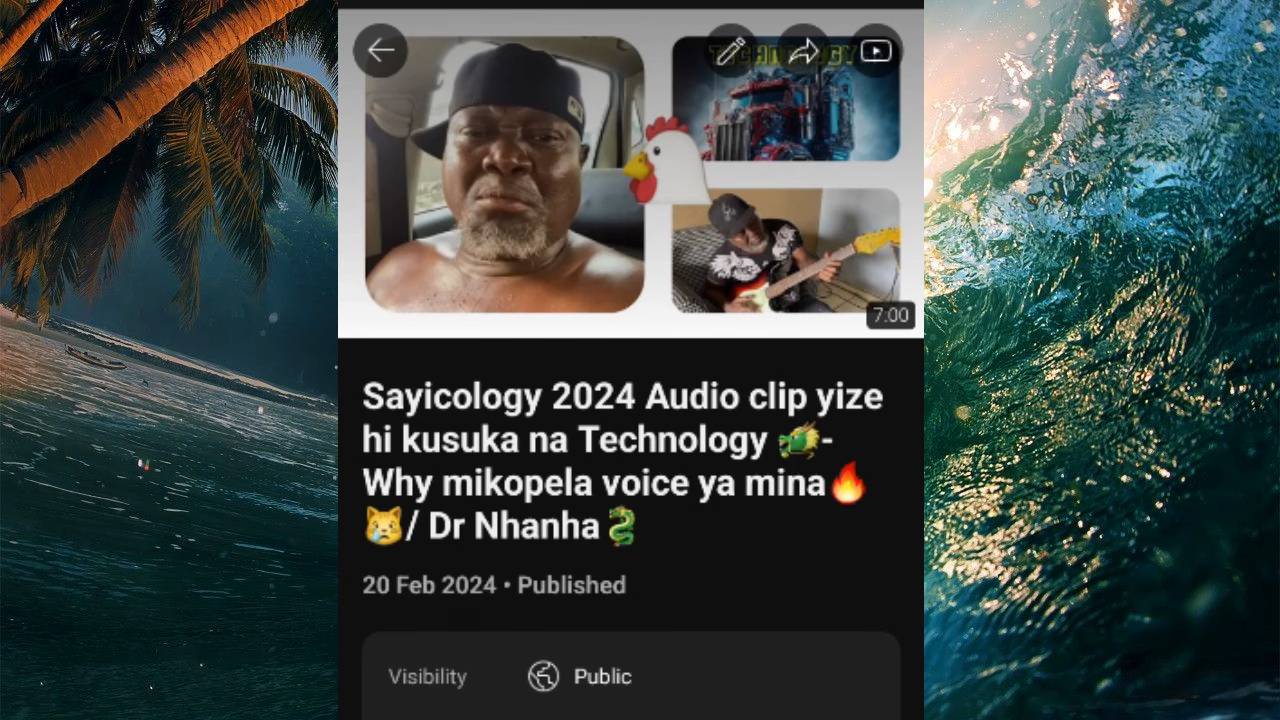 TECHNOLOGY
7:00
Sayicology 2024 Audio clip yize
hi kusuka na Technology 🐲-
Why mikopela voice ya mina🔥
😿/ Dr Nhanha🐉
20 Feb 2024 • Published
Visibility Public